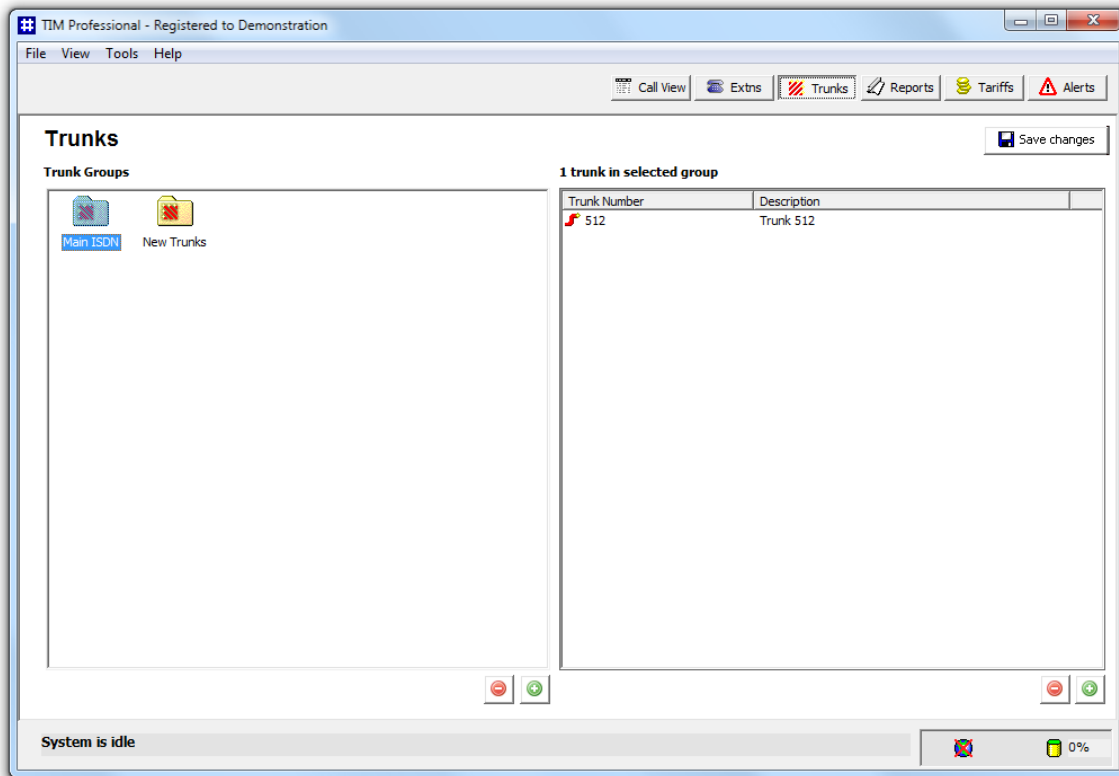 TIM Professional - Registered to Demonstration
File View Tools Help
Call View Extns Trunks Reports Tariffs Alerts
Trunks
Save changes
Trunk Groups
1 trunk in selected group
Main ISDN New Trunks
Trunk Number Description
512 Trunk 512
System is idle
0%